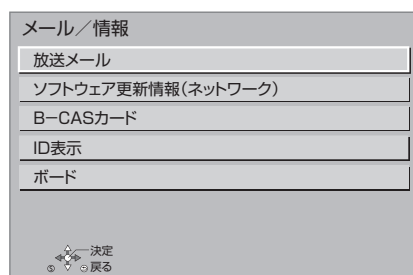 メール／情報
放送メール
ソフトウェア更新情報(ネットワーク)
B-CASカード
ID表示
ボード
決定
戻る